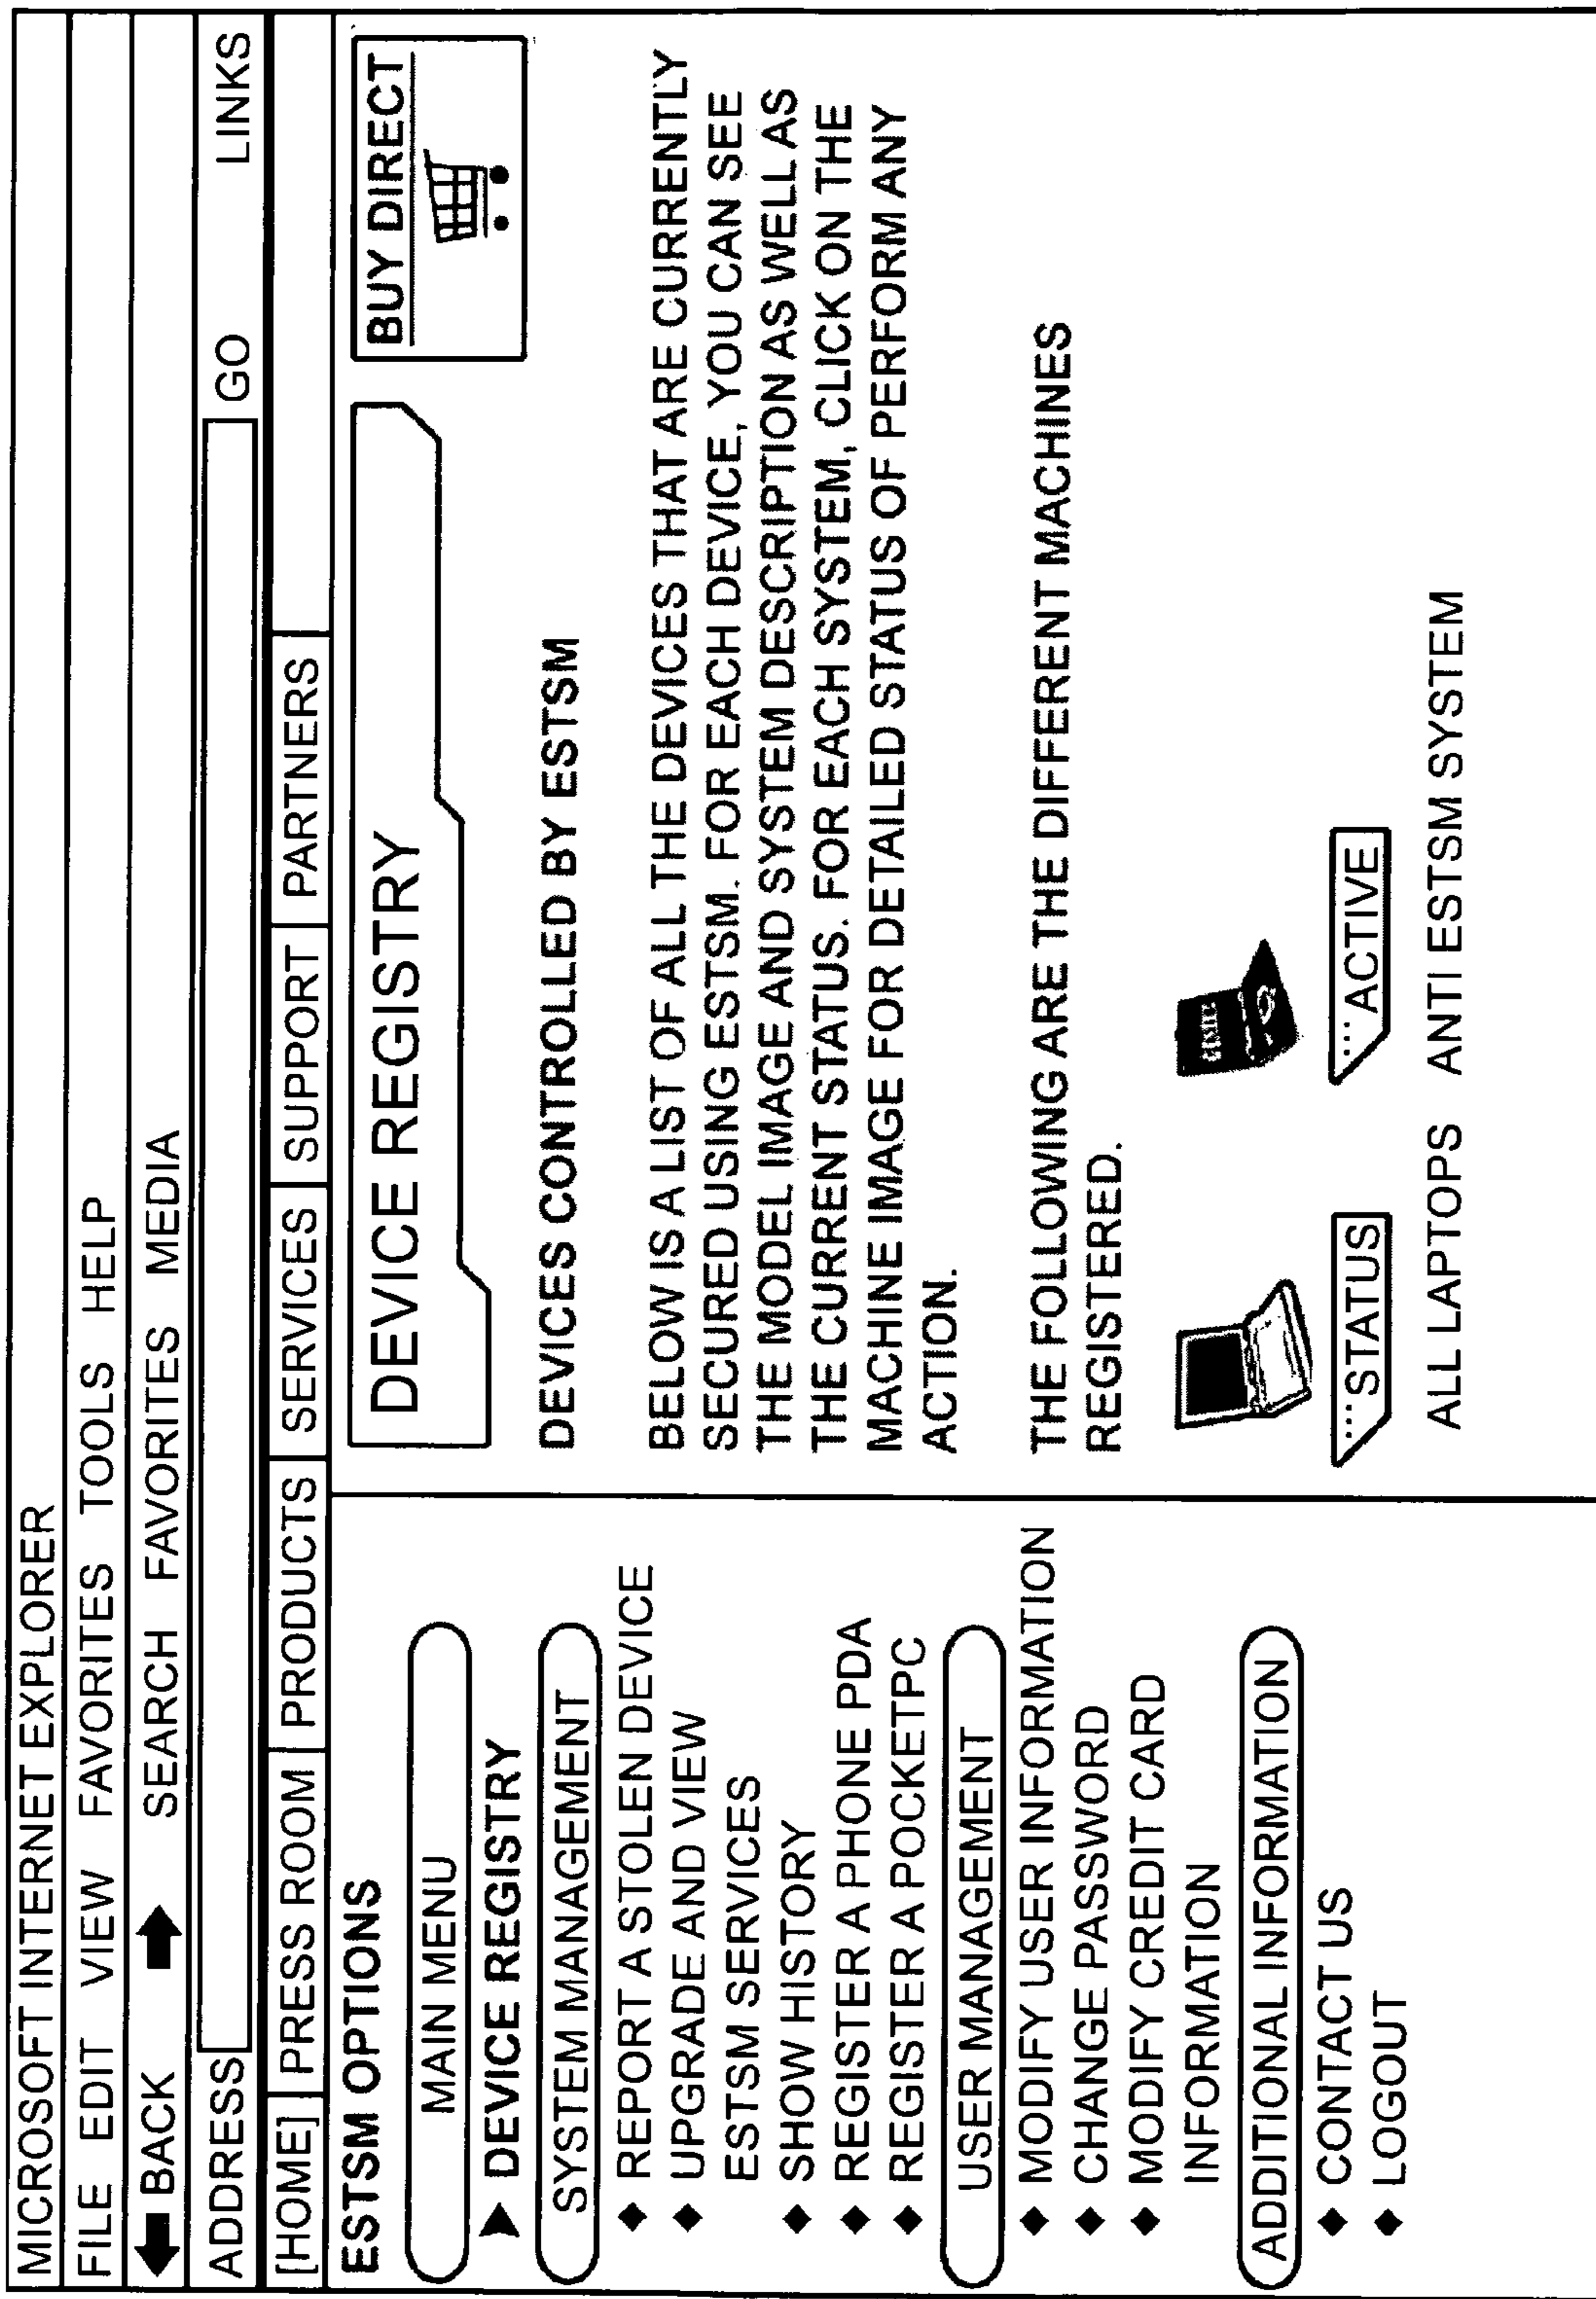 MICROSOFT INTERNET EXPLORER
FILE EDIT VIEW FAVORITES TOOLS HELP
BACK SEARCH FAVORITES MEDIA
ADDRESS GO LINKS
[HOME] PRESS ROOM PRODUCTS SERVICES SUPPORT PARTNERS
ESTSM OPTIONS
MAIN MENU
DEVICE REGISTRY
SYSTEM MANAGEMENT
REPORT A STOLEN DEVICE
UPGRADE AND VIEW
ESTSM SERVICES
SHOW HISTORY
REGISTER A PHONE PDA
REGISTER A POCKETPC
USER MANAGEMENT
MODIFY USER INFORMATION
CHANGE PASSWORD
MODIFY CREDIT CARD
INFORMATION
ADDITIONAL INFORMATION
CONTACT US
LOGOUT
DEVICE REGISTRY
BUY DIRECT
DEVICES CONTROLLED BY ESTSM
BELOW IS A LIST OF ALL THE DEVICES THAT ARE CURRENTLY
SECURED USING ESTSM. FOR EACH DEVICE, YOU CAN SEE
THE MODEL IMAGE AND SYSTEM DESCRIPTION AS WELL AS
THE CURRENT STATUS. FOR EACH SYSTEM, CLICK ON THE
MACHINE IMAGE FOR DETAILED STATUS OF PERFORM ANY
ACTION.
THE FOLLOWING ARE THE DIFFERENT MACHINES
REGISTERED.
...STATUS ...ACTIVE
ALL LAPTOPS ANTI ESTSM SYSTEM